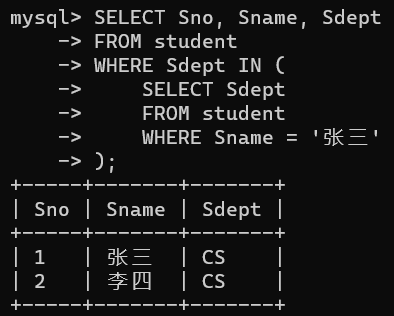 mysql> SELECT Sno, Sname, Sdept
    -> FROM student
    -> WHERE Sdept IN (
    ->     SELECT Sdept
    ->     FROM student
    ->     WHERE Sname = '张三'
    -> );
+-----+-------+-------+
| Sno | Sname | Sdept |
+-----+-------+-------+
| 1   | 张三  | CS    |
| 2   | 李四  | CS    |
+-----+-------+-------+